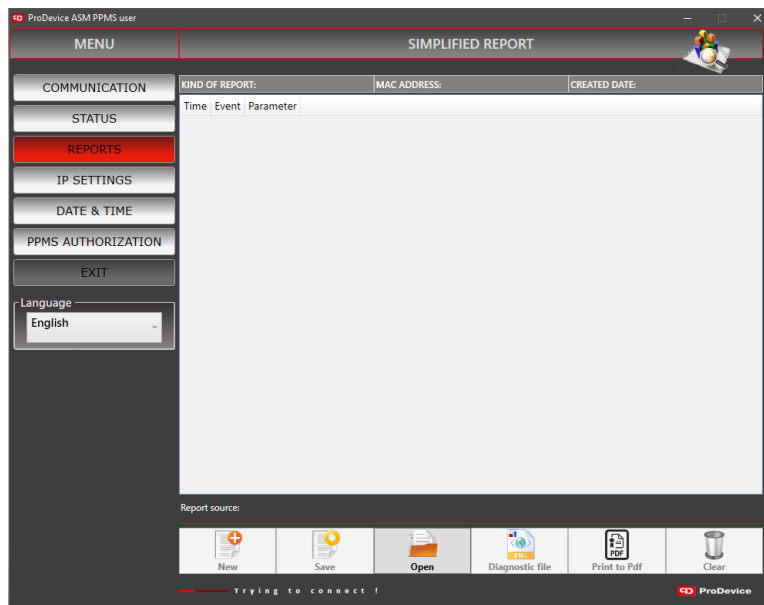 ProDevice ASM PPMS user
MENU
SIMPLIFIED REPORT
COMMUNICATION
STATUS
REPORTS
IP SETTINGS
DATE & TIME
PPMS AUTHORIZATION
EXIT
Language
English
KIND OF REPORT: MAC ADDRESS: CREATED DATE:
Time Event Parameter
Report source:
New Save Open XML Diagnostic file PDF Print to Pdf Clear
Trying to connect !
ProDevice